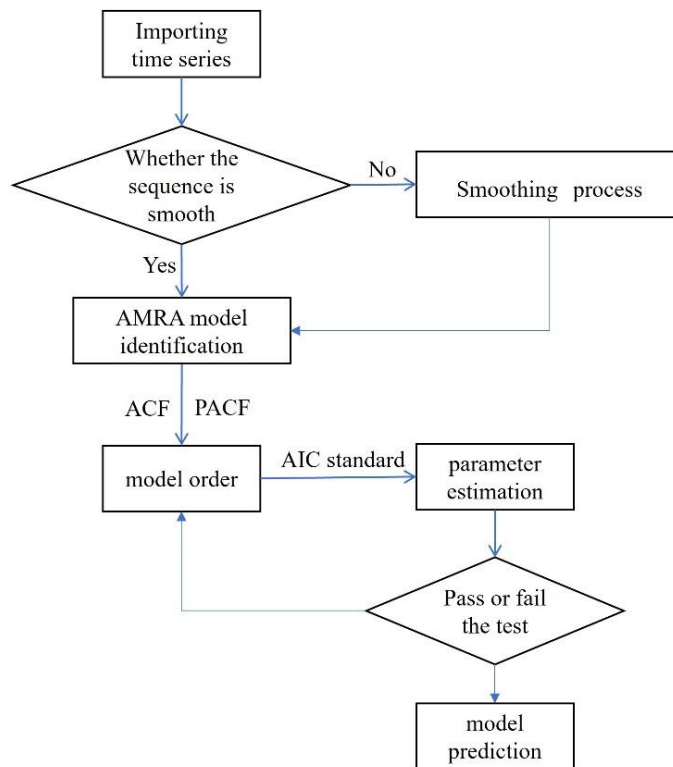 Importing
time series
Whether the
sequence is
smooth
No
Smoothing process
Yes
AMRA model
identification
ACF PACF
model order
AIC standard
parameter
estimation
Pass or fail
the test
model
prediction